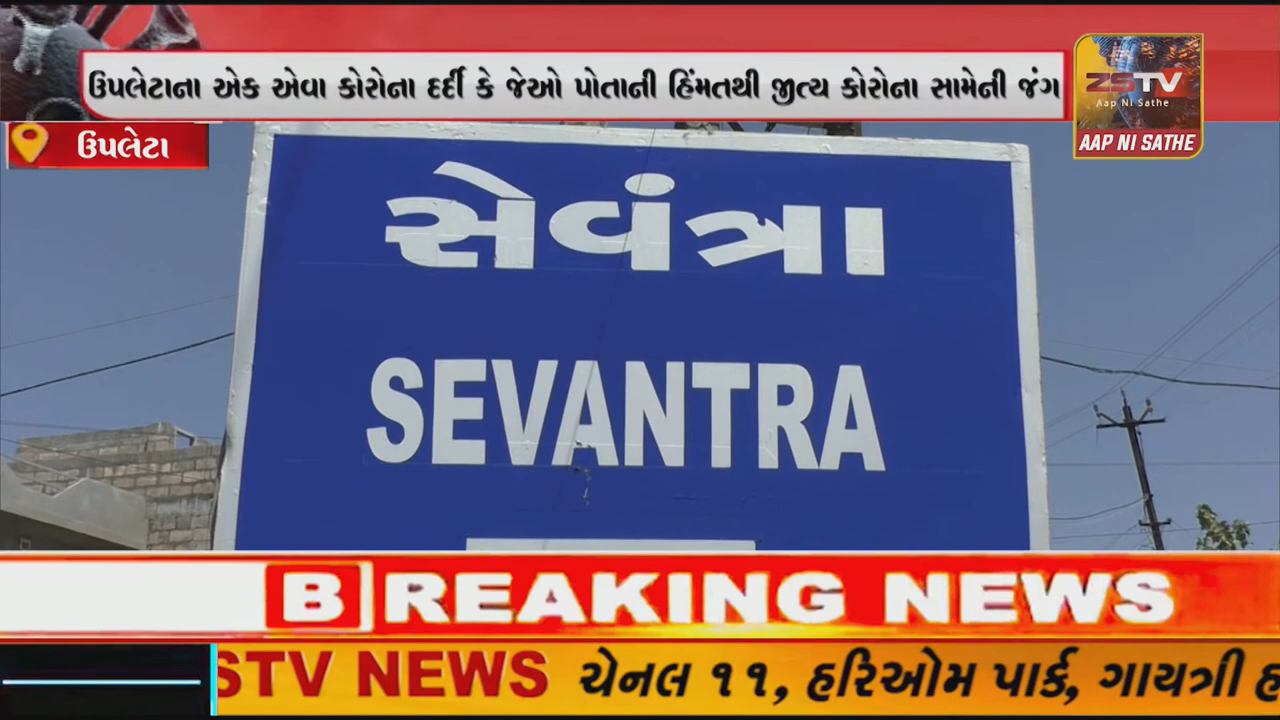 ઉપલેટાના એક એવા કોરોના દર્દી કે જેઓ પોતાની હિંમતથી જીત્ય કોરોના સામેની જંગ
ZSTV
Aap Ni Sathe
AAP NI SATHE
ઉપલેટા
સેવંત્રા
SEVANTRA
BREAKING NEWS
STV NEWS ચેનલ ૧૧, હરિઓમ પાર્ક, ગાયત્રી